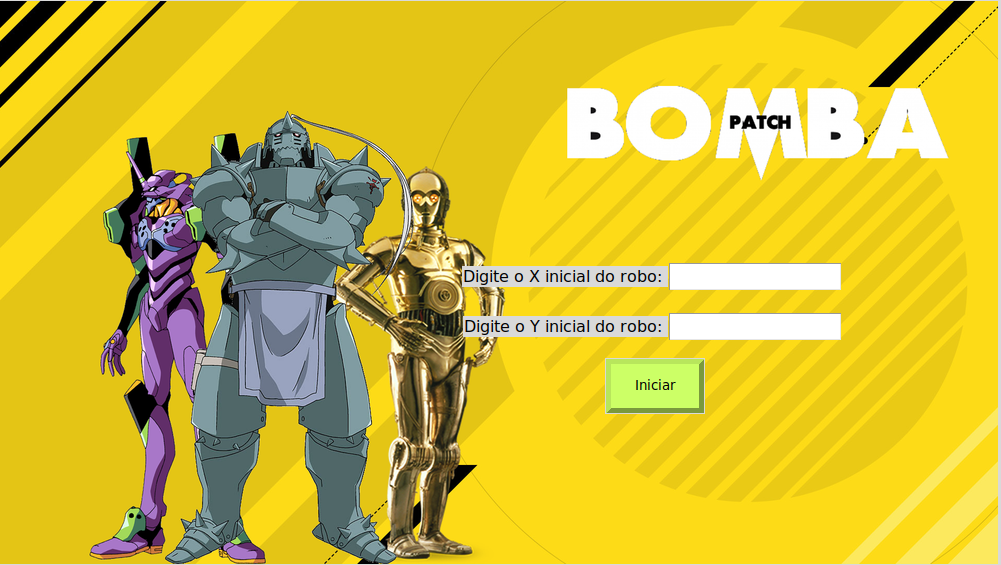 BOMBA
PATCH
Digite o X inicial do robo:
Digite o Y inicial do robo:
Iniciar